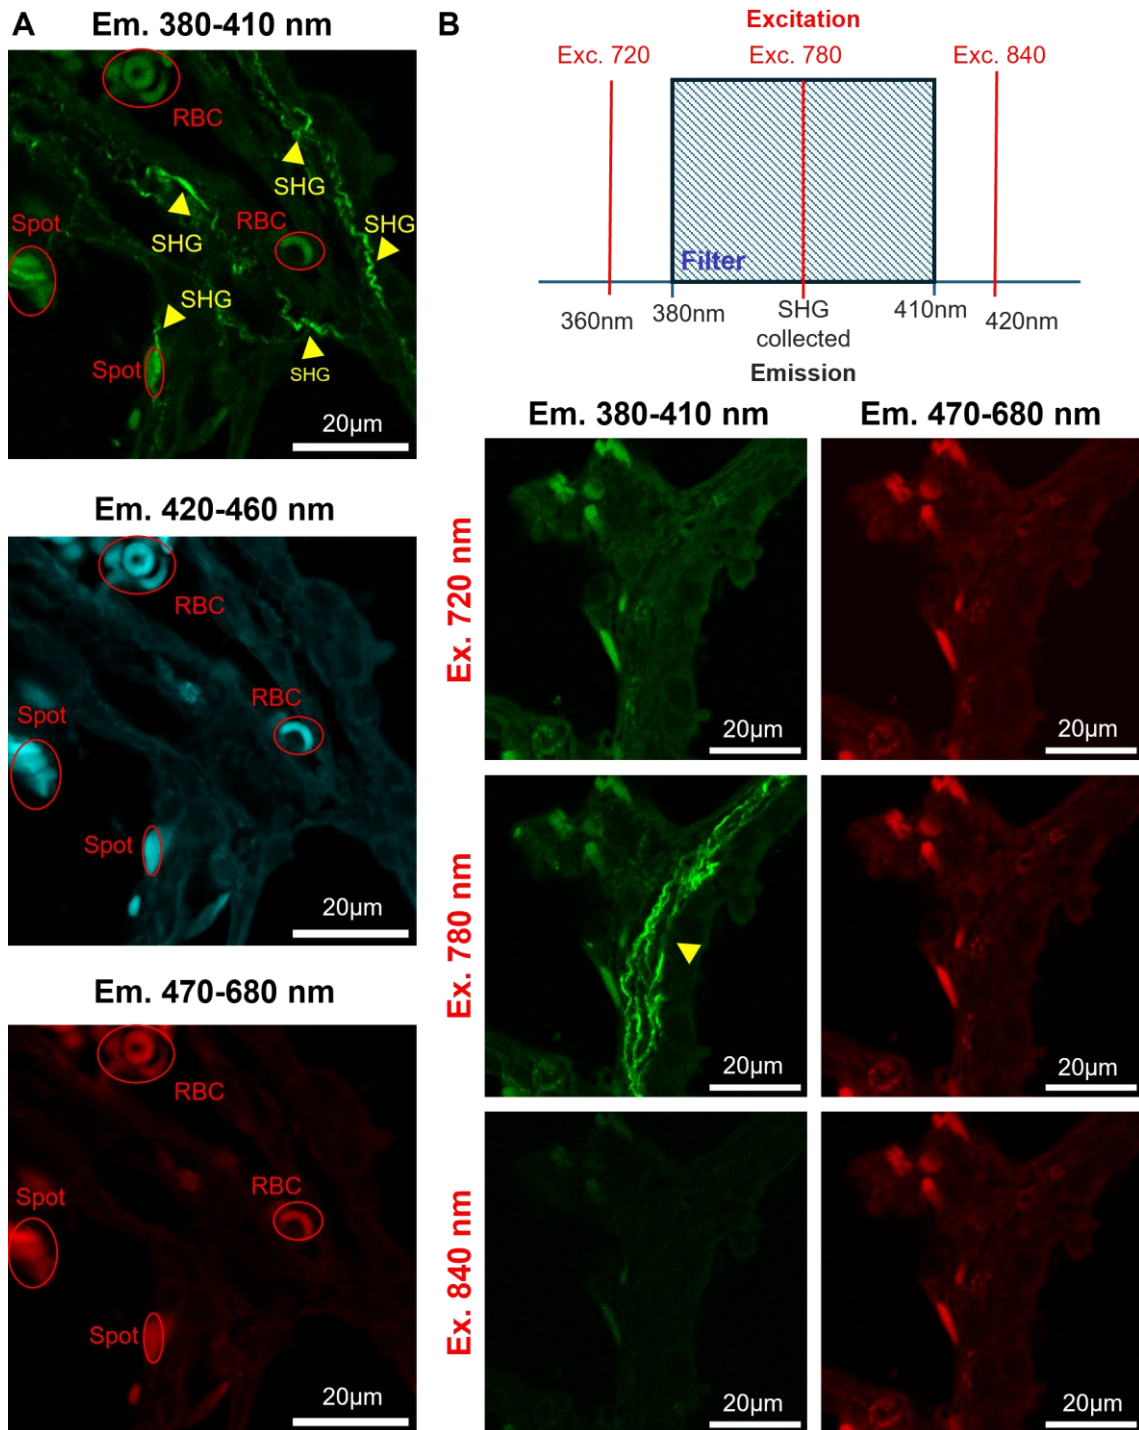 A
Em. 380-410 nm
RBC
SHG
SHG
SHG
RBC
Spot
SHG
SHG
Spot
20µm
Em. 420-460 nm
RBC
RBC
Spot
Spot
20µm
Em. 470-680 nm
RBC
RBC
Spot
Spot
20µm
B
Excitation
Exc. 720
Exc. 780
Exc. 840
Filter
360nm
380nm
SHG
collected
410nm
420nm
Emission
Em. 380-410 nm
Em. 470-680 nm
Ex. 720 nm
20µm
20µm
Ex. 780 nm
20µm
20µm
Ex. 840 nm
20µm
20µm